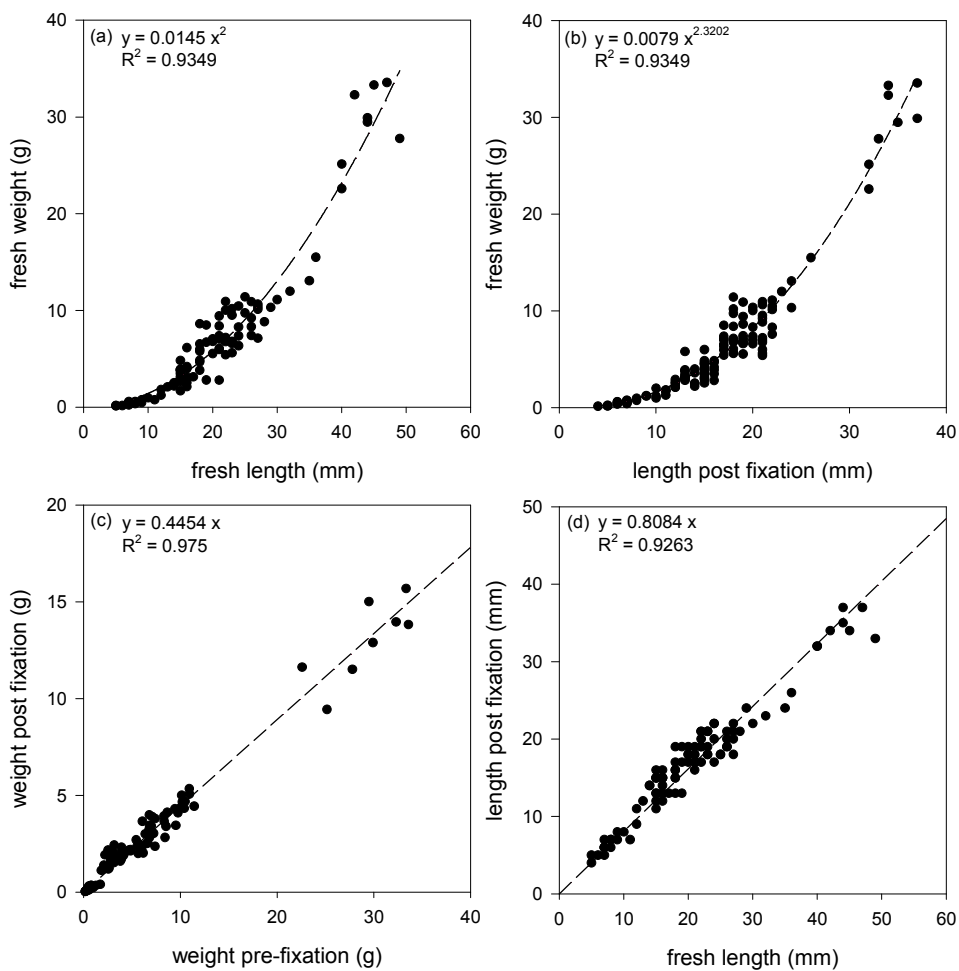 (a) y = 0.0145 x²
R² = 0.9349
40
30
20
10
0
fresh weight (g)
0 10 20 30 40 50 60
fresh length (mm)
(b) y = 0.0079 x^2.3202
R² = 0.9349
40
30
20
10
0
fresh weight (g)
0 10 20 30 40
length post fixation (mm)
(c) y = 0.4454 x
R² = 0.975
20
15
10
5
0
weight post fixation (g)
0 10 20 30 40
weight pre-fixation (g)
(d) y = 0.8084 x
R² = 0.9263
50
40
30
20
10
0
length post fixation (mm)
0 10 20 30 40 50 60
fresh length (mm)